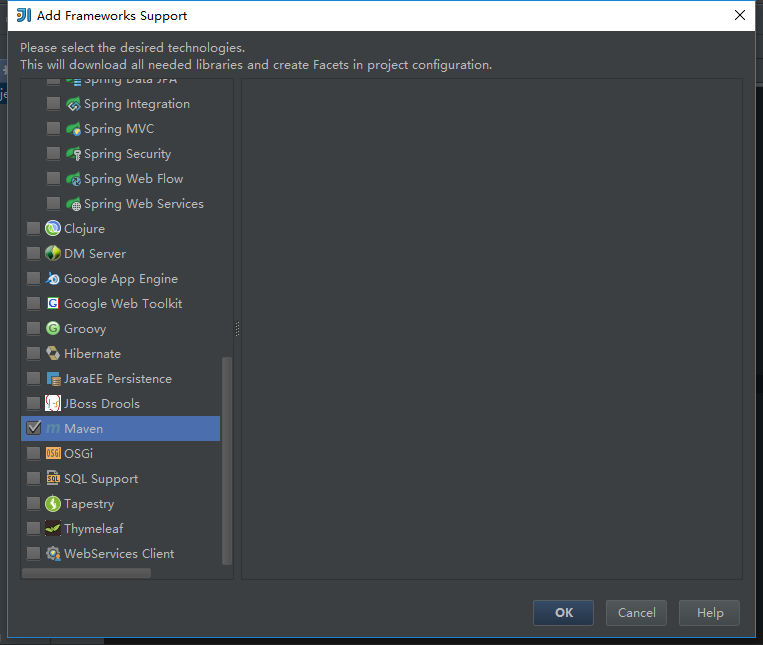 Add Frameworks Support
Please select the desired technologies.
This will download all needed libraries and create Facets in project configuration.
Spring Data JPA
Spring Integration
Spring MVC
Spring Security
Spring Web Flow
Spring Web Services
Clojure
DM Server
Google App Engine
Google Web Toolkit
Groovy
Hibernate
JavaEE Persistence
JBoss Drools
Maven
OSGi
SQL Support
Tapestry
Thymeleaf
WebServices Client
OK Cancel Help